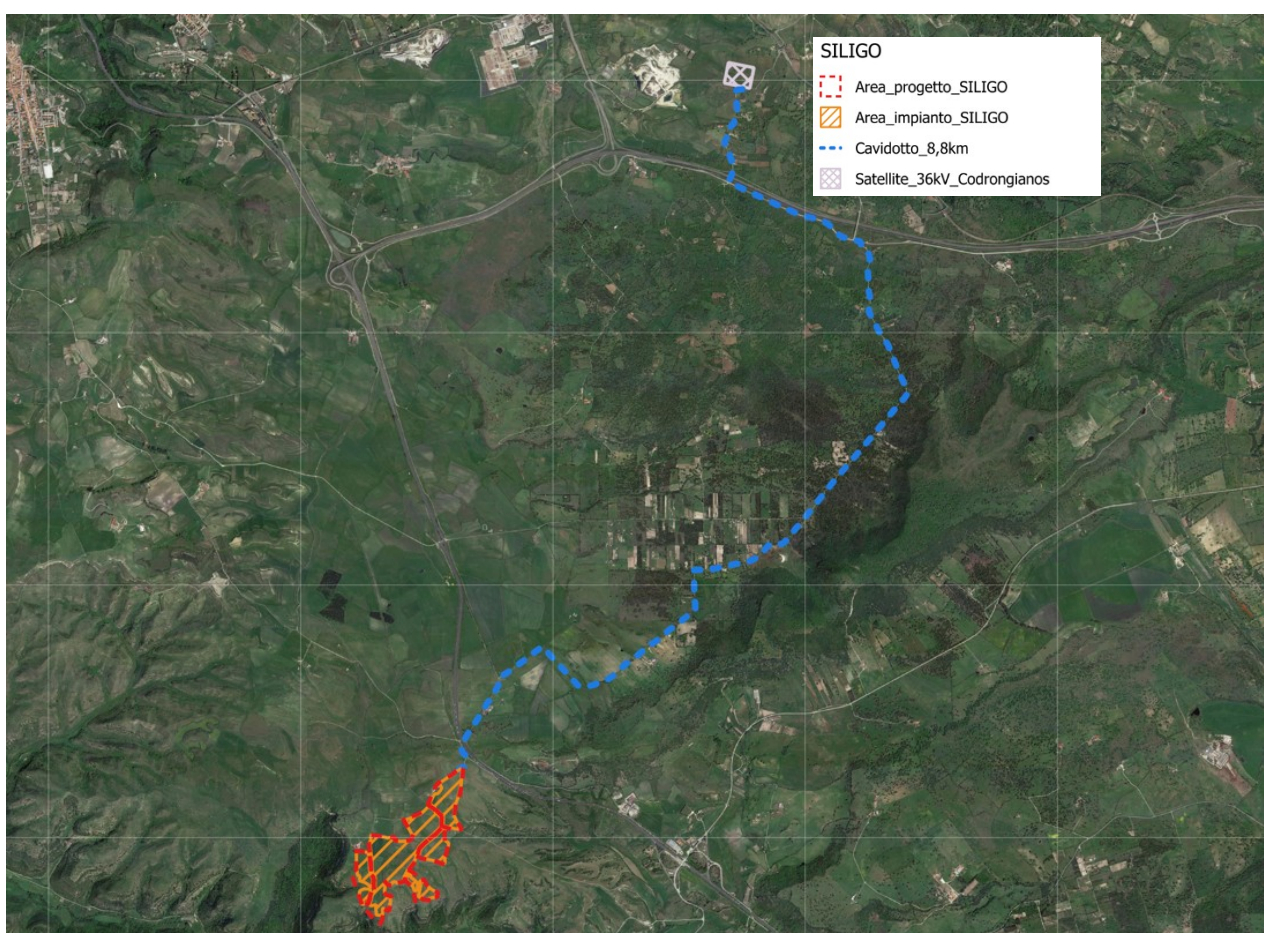 SILIGO
Area_progetto_SILIGO
Area_impianto_SILIGO
Cavidotto_8,8km
Satellite_36kV_Codrongianos